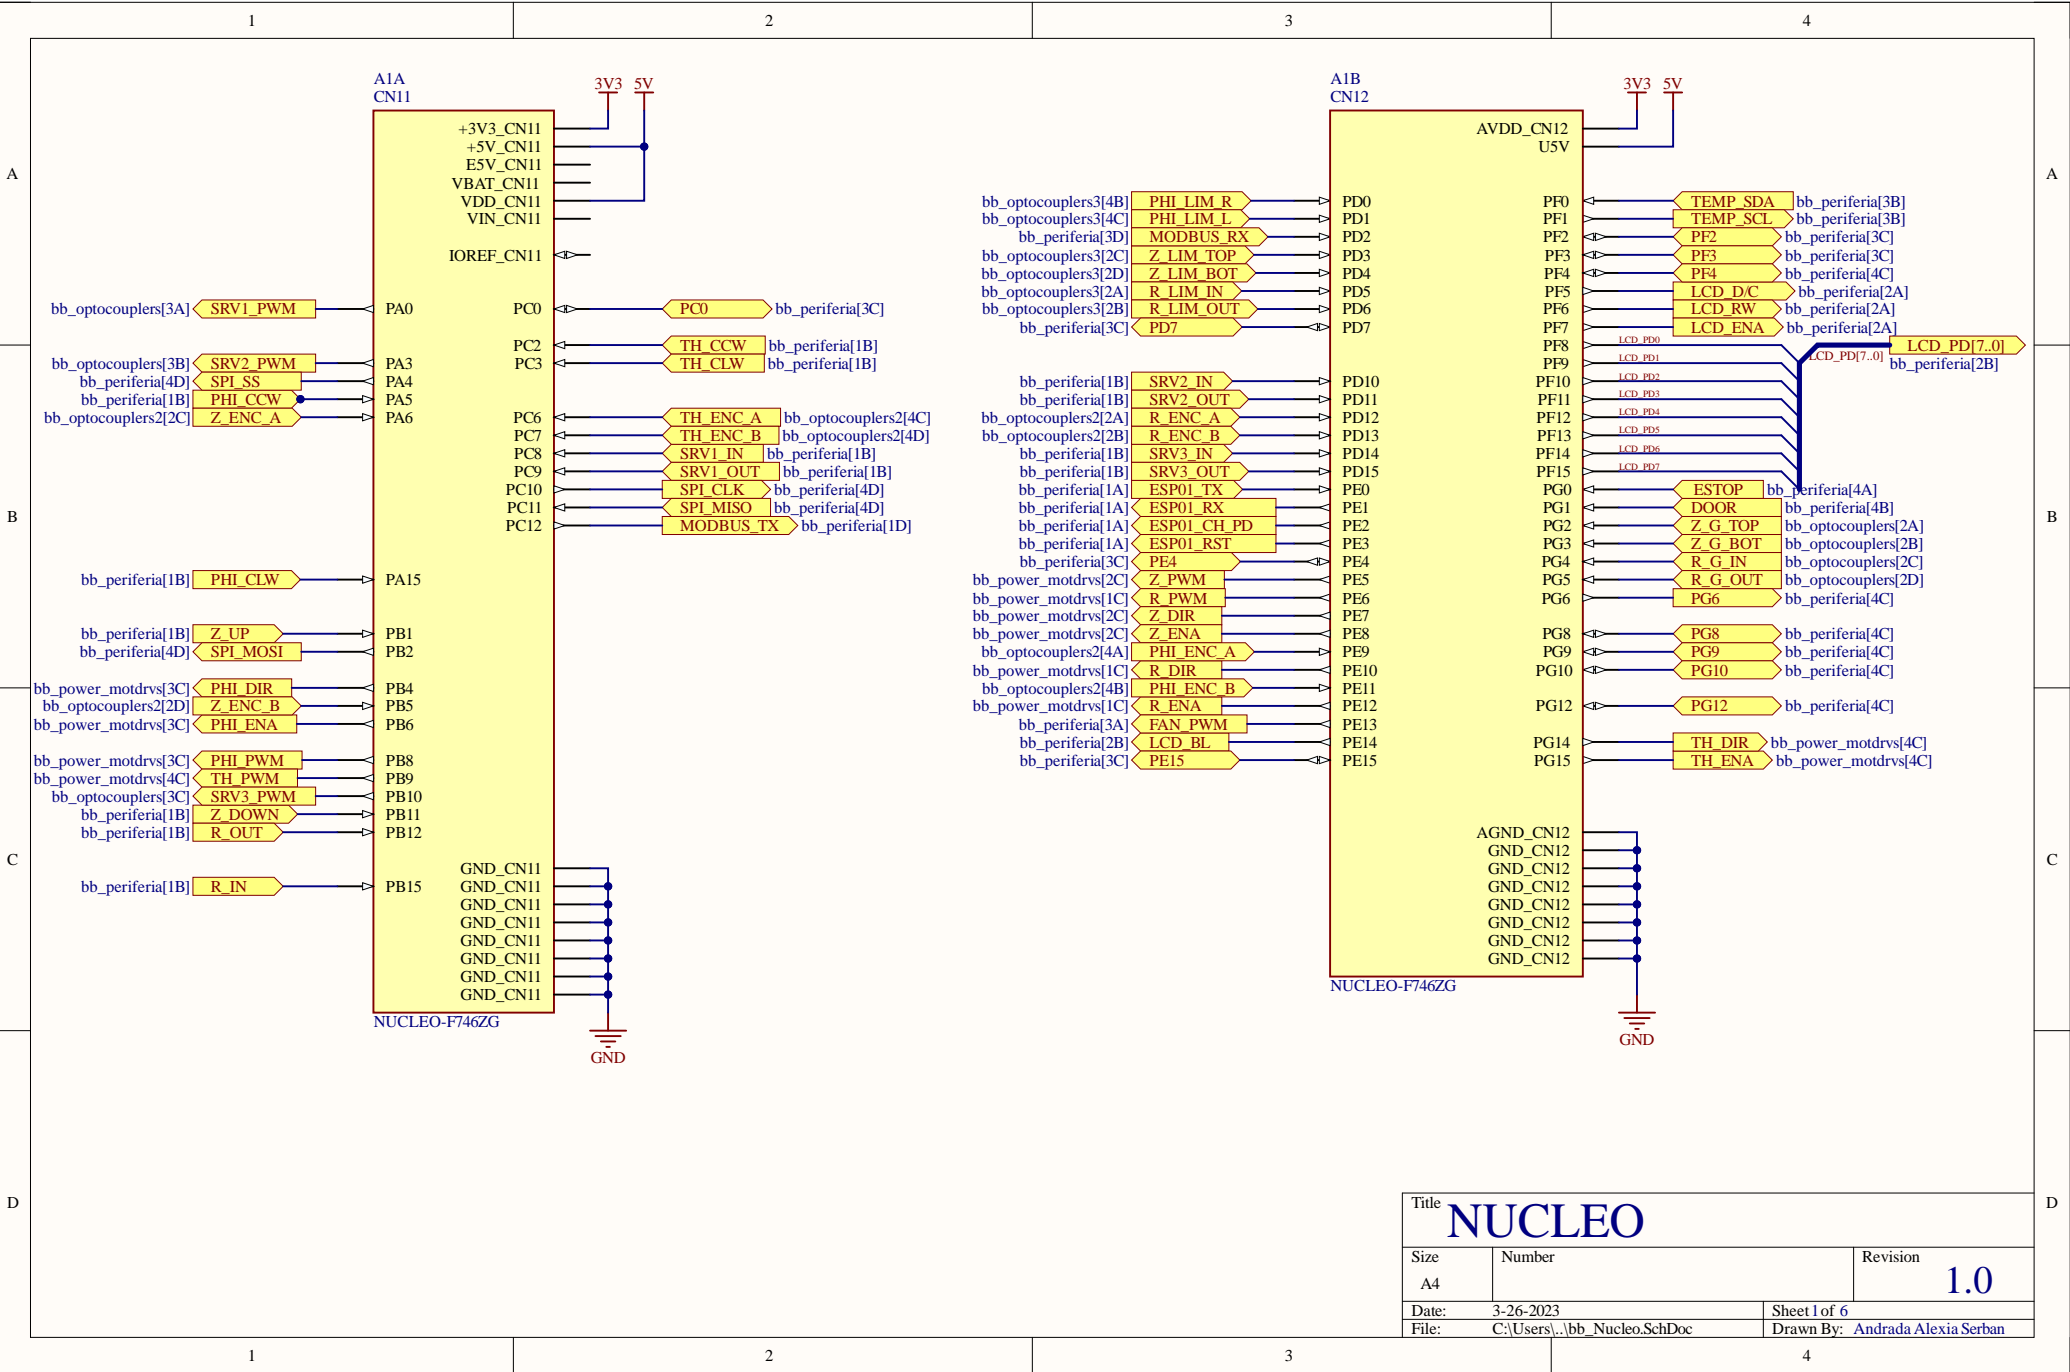 1 2 3 4
A
B
C
D
A1A
CN11
3V3 5V
+3V3_CN11
+5V_CN11
E5V_CN11
VBAT_CN11
VDD_CN11
VIN_CN11
IOREF_CN11
bb_optocouplers[3A] SRV1_PWM PA0
bb_optocouplers[3B] SRV2_PWM PA3
bb_periferia[4D] SPI_SS PA4
bb_periferia[1B] PHI_CCW PA5
bb_optocouplers2[2C] Z_ENC_A PA6
bb_periferia[1B] PHI_CLW PA15
bb_periferia[1B] Z_UP PB1
bb_periferia[4D] SPI_MOSI PB2
bb_power_motdrvs[3C] PHI_DIR PB4
bb_optocouplers2[2D] Z_ENC_B PB5
bb_power_motdrvs[3C] PHI_ENA PB6
bb_power_motdrvs[3C] PHI_PWM PB8
bb_power_motdrvs[4C] TH_PWM PB9
bb_optocouplers[3C] SRV3_PWM PB10
bb_periferia[1B] Z_DOWN PB11
bb_periferia[1B] R_OUT PB12
bb_periferia[1B] R_IN PB15
PC0 PC0 bb_periferia[3C]
PC2 TH_CCW bb_periferia[1B]
PC3 TH_CLW bb_periferia[1B]
PC6 TH_ENC_A bb_optocouplers2[4C]
PC7 TH_ENC_B bb_optocouplers2[4D]
PC8 SRV1_IN bb_periferia[1B]
PC9 SRV1_OUT bb_periferia[1B]
PC10 SPI_CLK bb_periferia[4D]
PC11 SPI_MISO bb_periferia[4D]
PC12 MODBUS_TX bb_periferia[1D]
GND_CN11
GND_CN11
GND_CN11
GND_CN11
GND_CN11
GND_CN11
GND_CN11
GND_CN11
NUCLEO-F746ZG
GND
A1B
CN12
3V3 5V
AVDD_CN12
U5V
bb_optocouplers3[4B] PHI_LIM_R PD0
bb_optocouplers3[4C] PHI_LIM_L PD1
bb_periferia[3D] MODBUS_RX PD2
bb_optocouplers3[2C] Z_LIM_TOP PD3
bb_optocouplers3[2D] Z_LIM_BOT PD4
bb_optocouplers3[2A] R_LIM_IN PD5
bb_optocouplers3[2B] R_LIM_OUT PD6
bb_periferia[3C] PD7 PD7
bb_periferia[1B] SRV2_IN PD10
bb_periferia[1B] SRV2_OUT PD11
bb_optocouplers2[2A] R_ENC_A PD12
bb_optocouplers2[2B] R_ENC_B PD13
bb_periferia[1B] SRV3_IN PD14
bb_periferia[1B] SRV3_OUT PD15
bb_periferia[1A] ESP01_TX PE0
bb_periferia[1A] ESP01_RX PE1
bb_periferia[1A] ESP01_CH_PD PE2
bb_periferia[1A] ESP01_RST PE3
bb_periferia[3C] PE4 PE4
bb_power_motdrvs[2C] Z_PWM PE5
bb_power_motdrvs[1C] R_PWM PE6
bb_power_motdrvs[2C] Z_DIR PE7
bb_power_motdrvs[2C] Z_ENA PE8
bb_optocouplers2[4A] PHI_ENC_A PE9
bb_power_motdrvs[1C] R_DIR PE10
bb_optocouplers2[4B] PHI_ENC_B PE11
bb_power_motdrvs[1C] R_ENA PE12
bb_periferia[3A] FAN_PWM PE13
bb_periferia[2B] LCD_BL PE14
bb_periferia[3C] PE15 PE15
PF0 TEMP_SDA bb_periferia[3B]
PF1 TEMP_SCL bb_periferia[3B]
PF2 PF2 bb_periferia[3C]
PF3 PF3 bb_periferia[3C]
PF4 PF4 bb_periferia[4C]
PF5 LCD_D/C bb_periferia[2A]
PF6 LCD_RW bb_periferia[2A]
PF7 LCD_ENA bb_periferia[2A]
PF8 LCD_PD0 LCD_PD[7..0] LCD_PD[7..0]
PF9 LCD_PD1 bb_periferia[2B]
PF10 LCD_PD2
PF11 LCD_PD3
PF12 LCD_PD4
PF13 LCD_PD5
PF14 LCD_PD6
PF15 LCD_PD7
PG0 ESTOP bb_periferia[4A]
PG1 DOOR bb_periferia[4B]
PG2 Z_G_TOP bb_optocouplers[2A]
PG3 Z_G_BOT bb_optocouplers[2B]
PG4 R_G_IN bb_optocouplers[2C]
PG5 R_G_OUT bb_optocouplers[2D]
PG6 PG6 bb_periferia[4C]
PG8 PG8 bb_periferia[4C]
PG9 PG9 bb_periferia[4C]
PG10 PG10 bb_periferia[4C]
PG12 PG12 bb_periferia[4C]
PG14 TH_DIR bb_power_motdrvs[4C]
PG15 TH_ENA bb_power_motdrvs[4C]
AGND_CN12
GND_CN12
GND_CN12
GND_CN12
GND_CN12
GND_CN12
GND_CN12
GND_CN12
NUCLEO-F746ZG
GND
A
B
C
D
Title NUCLEO
Size Number Revision
A4 1.0
Date: 3-26-2023 Sheet 1 of 6
File: C:\Users\..\bb_Nucleo.SchDoc Drawn By: Andrada Alexia Serban
1 2 3 4